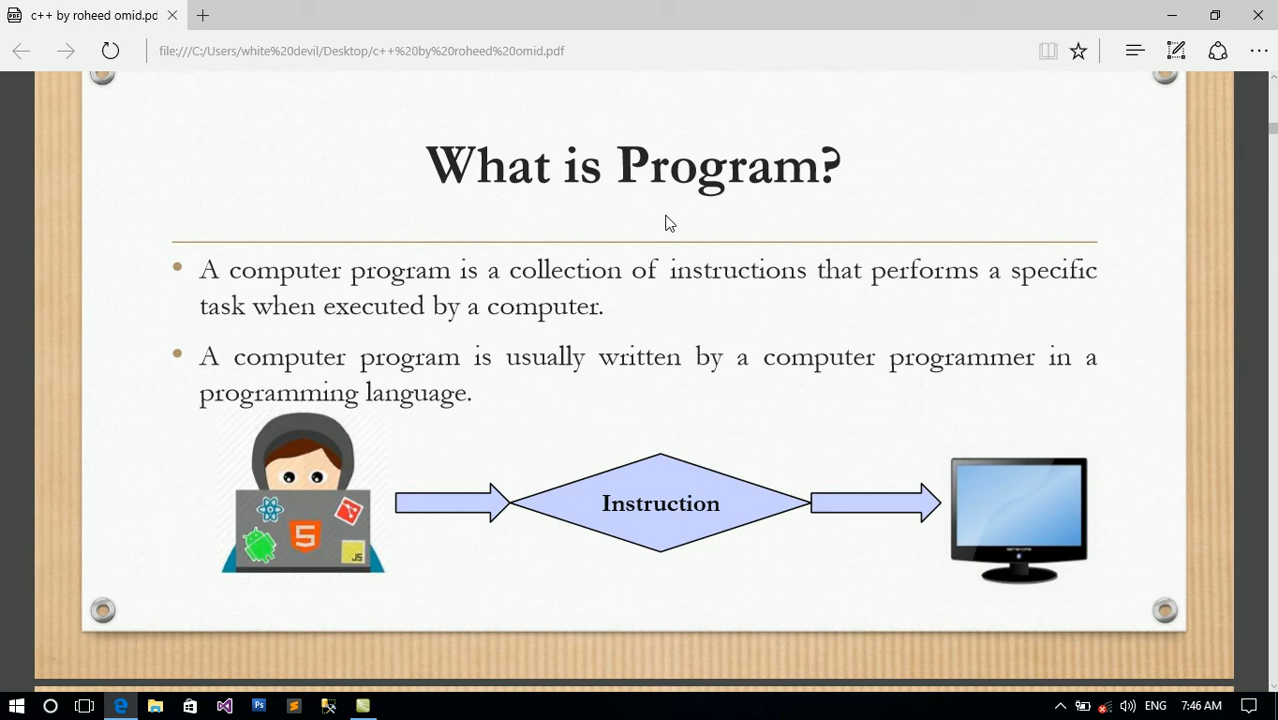 c++ by roheed omid.pd
file:///C:/Users/white%20devil/Desktop/c++%20by%20roheed%20omid.pdf
What is Program?
• A computer program is a collection of instructions that performs a specific
task when executed by a computer.
• A computer program is usually written by a computer programmer in a
programming language.
JS
Instruction
Ps
ENG
7:46 AM